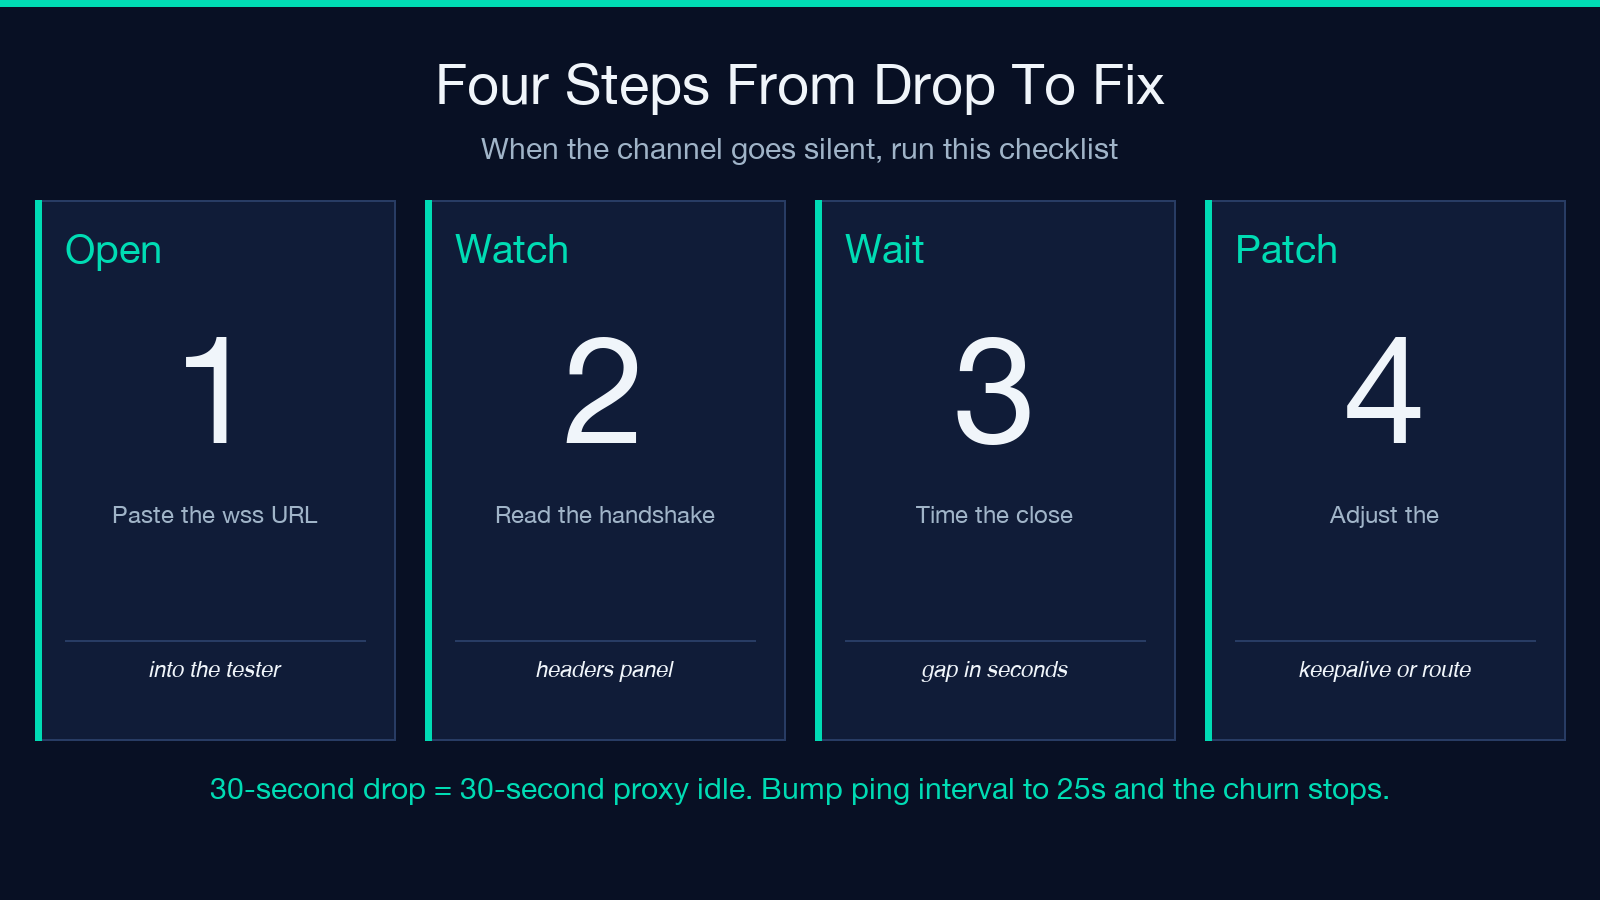 Four Steps From Drop To Fix
When the channel goes silent, run this checklist
Open
1
Paste the wss URL
into the tester
Watch
2
Read the handshake
headers panel
Wait
3
Time the close
gap in seconds
Patch
4
Adjust the
keepalive or route
30-second drop = 30-second proxy idle. Bump ping interval to 25s and the churn stops.